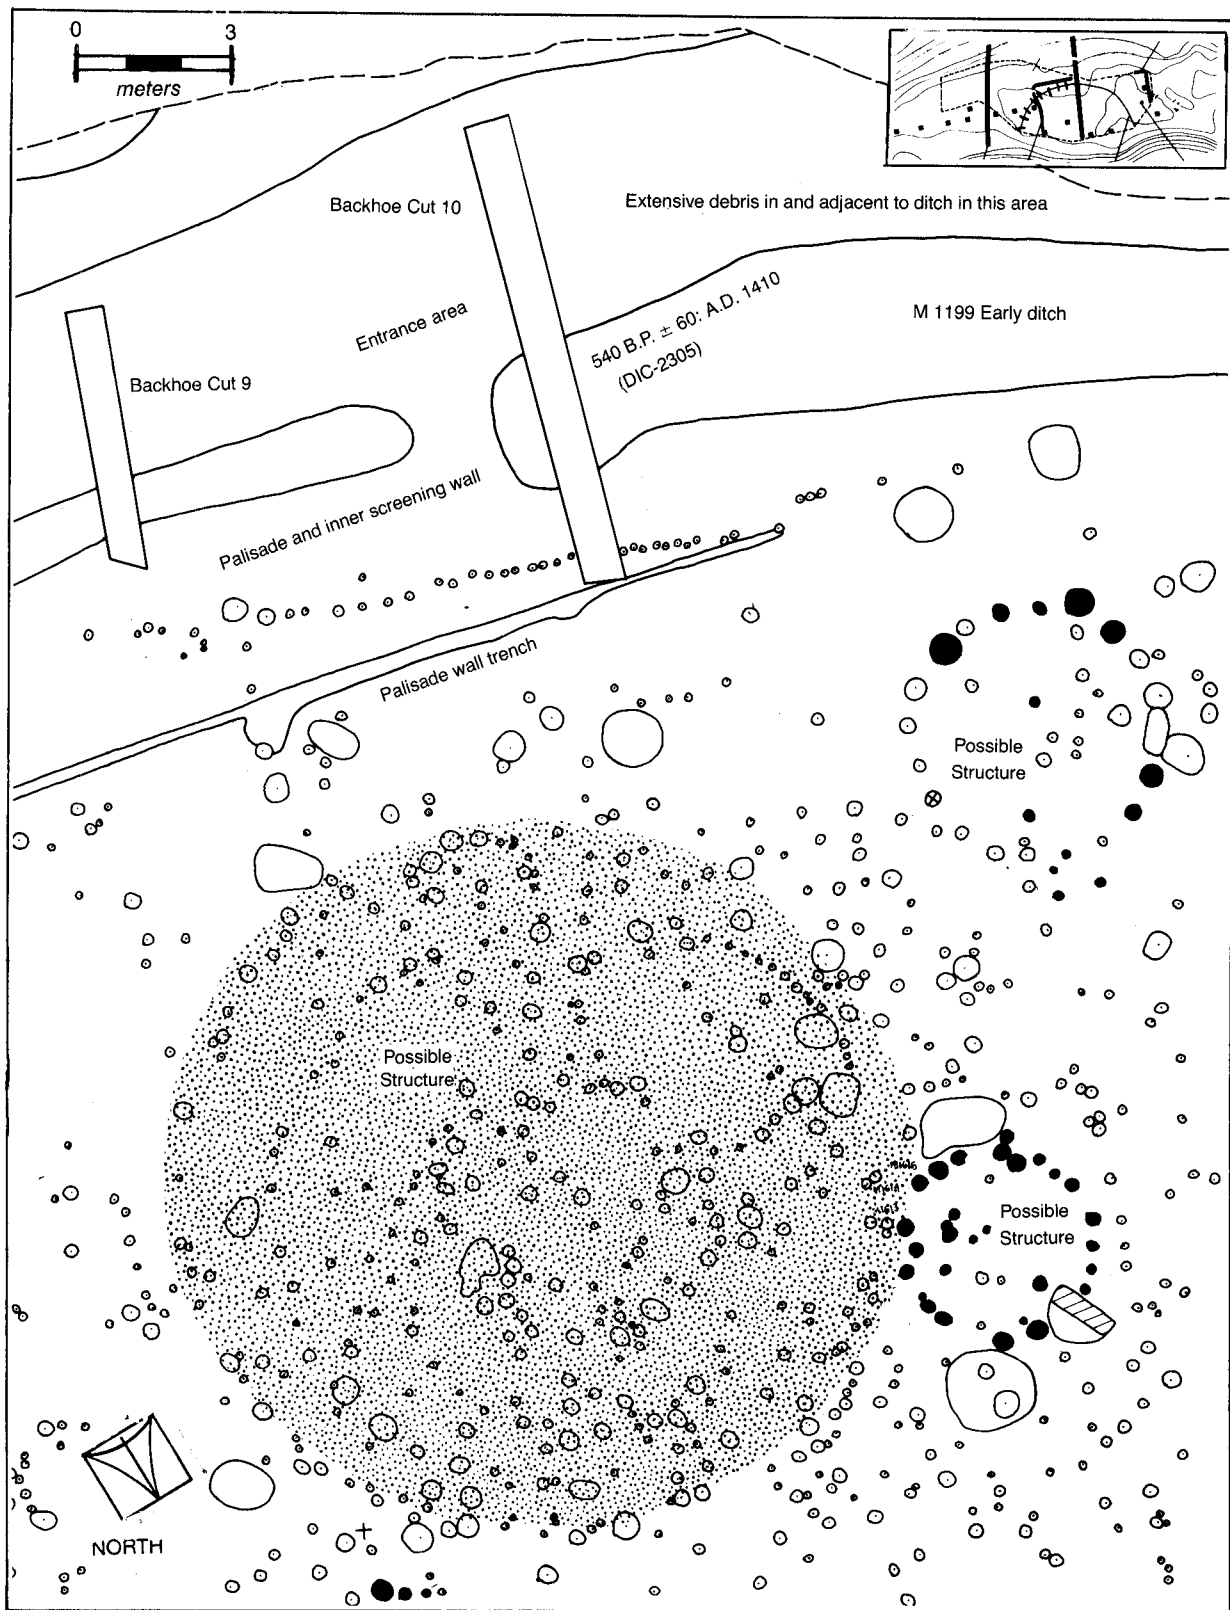 0 3
meters
Backhoe Cut 10
Extensive debris in and adjacent to ditch in this area
Entrance area
540 B.P. ± 60: A.D. 1410
(DIC-2305)
M 1199 Early ditch
Backhoe Cut 9
Palisade and inner screening wall
Palisade wall trench
Possible
Structure
Possible
Structure
Possible
Structure
NORTH